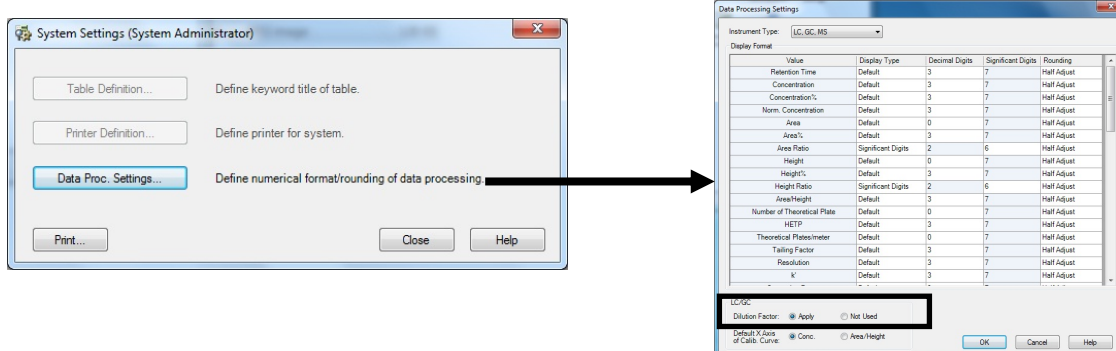 System Settings (System Administrator)
Table Definition... Define keyword title of table.
Printer Definition... Define printer for system.
Data Proc. Settings... Define numerical format/rounding of data processing.
Print... Close Help
Data Processing Settings
Instrument Type: LC, GC, MS
Display Format
Value Display Type Decimal Digits Significant Digits Rounding
Retention Time Default 3 7 Half Adjust
Concentration Default 3 7 Half Adjust
Concentration% Default 3 7 Half Adjust
Norm. Concentration Default 3 7 Half Adjust
Area Default 0 7 Half Adjust
Area% Default 3 7 Half Adjust
Area Ratio Significant Digits 2 6 Half Adjust
Height Default 0 7 Half Adjust
Height% Default 3 7 Half Adjust
Height Ratio Significant Digits 2 6 Half Adjust
Area/Height Default 3 7 Half Adjust
Number of Theoretical Plate Default 0 7 Half Adjust
HETP Default 3 7 Half Adjust
Theoretical Plates/meter Default 0 7 Half Adjust
Tailing Factor Default 3 7 Half Adjust
Resolution Default 3 7 Half Adjust
k' Default 3 7 Half Adjust
LC/GC
Dilution Factor: Apply Not Used
Default X Axis
of Calib. Curve: Conc. Area/Height
OK Cancel Help